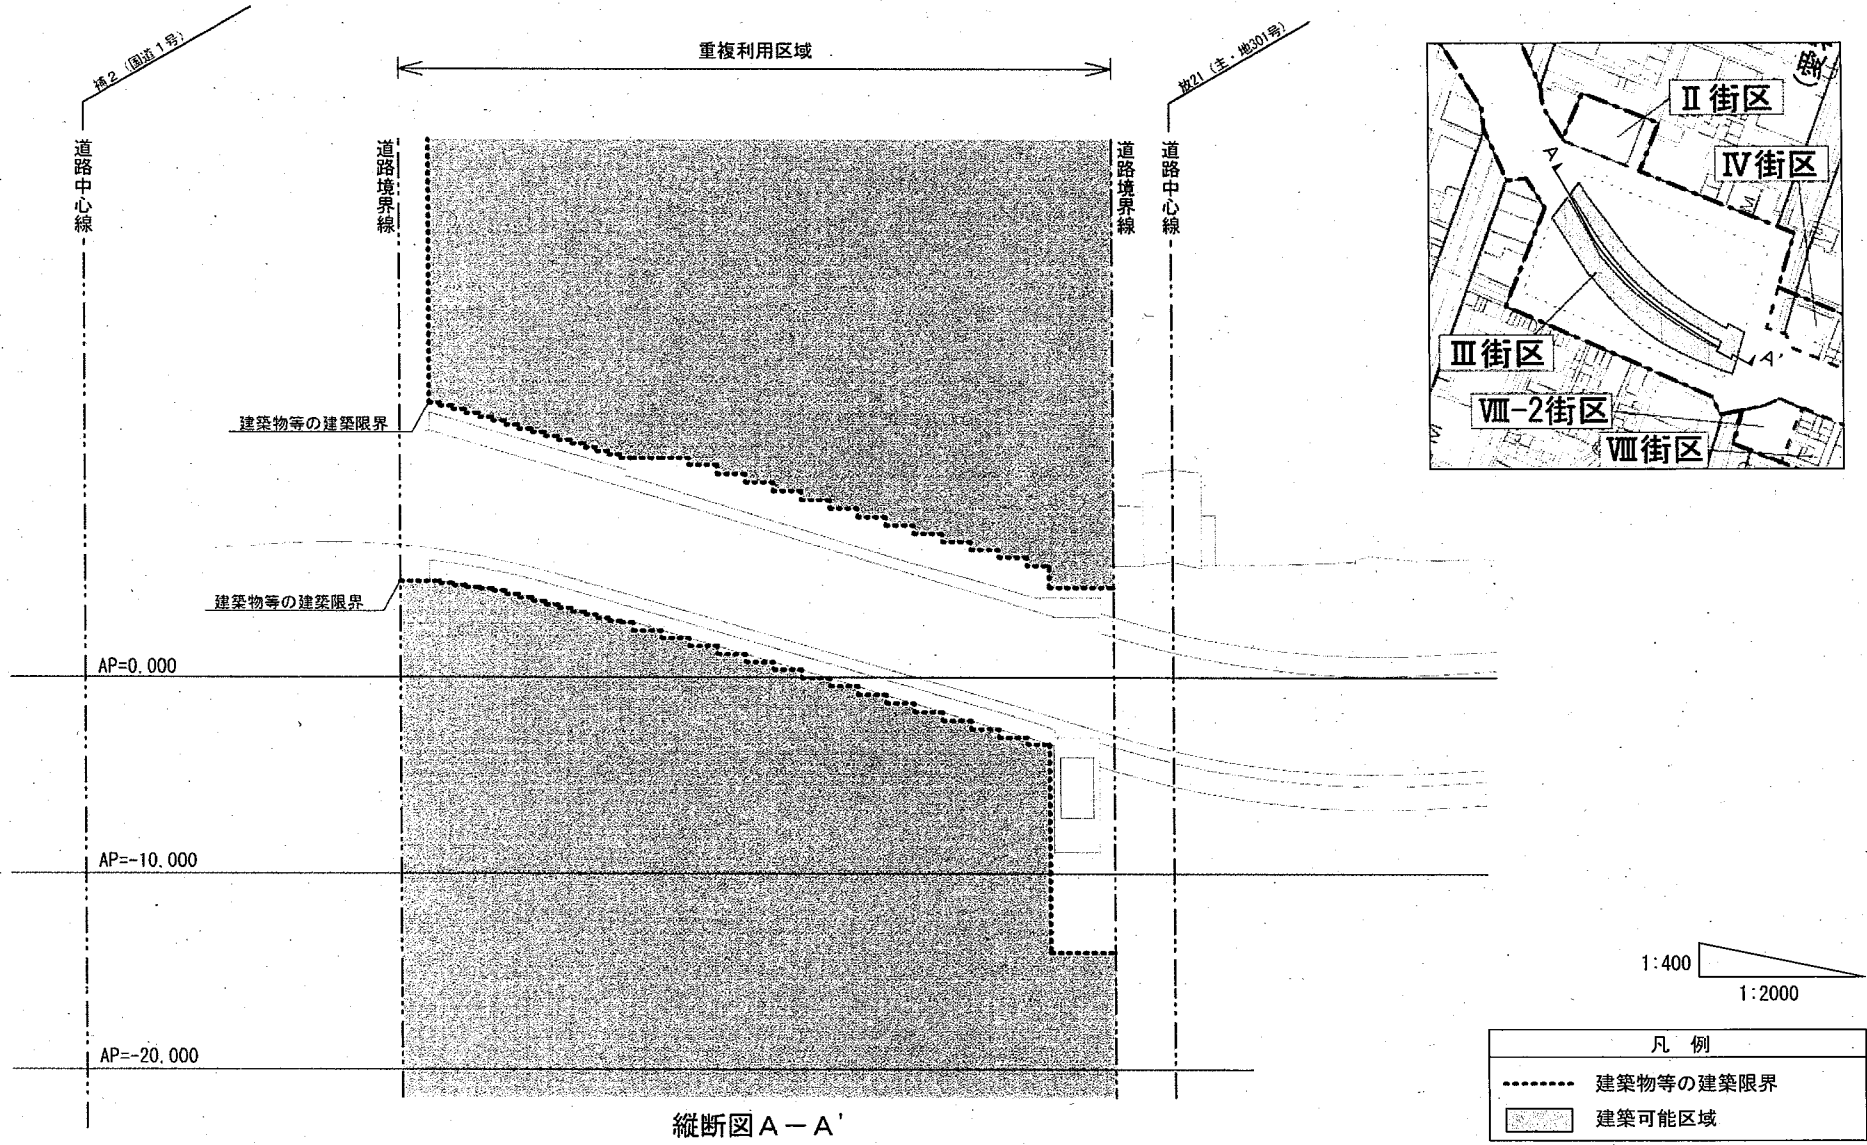 補2（国道1号）
重複利用区域
放21（主・地301号）
道路中心線
道路境界線
道路境界線
道路中心線
建築物等の建築限界
建築物等の建築限界
AP=0.000
AP=-10.000
AP=-20.000
縦断図A－A'
Ⅱ街区
Ⅳ街区
A
A'
Ⅲ街区
Ⅷ-2街区
Ⅷ街区
1:400
1:2000
凡 例
建築物等の建築限界
建築可能区域